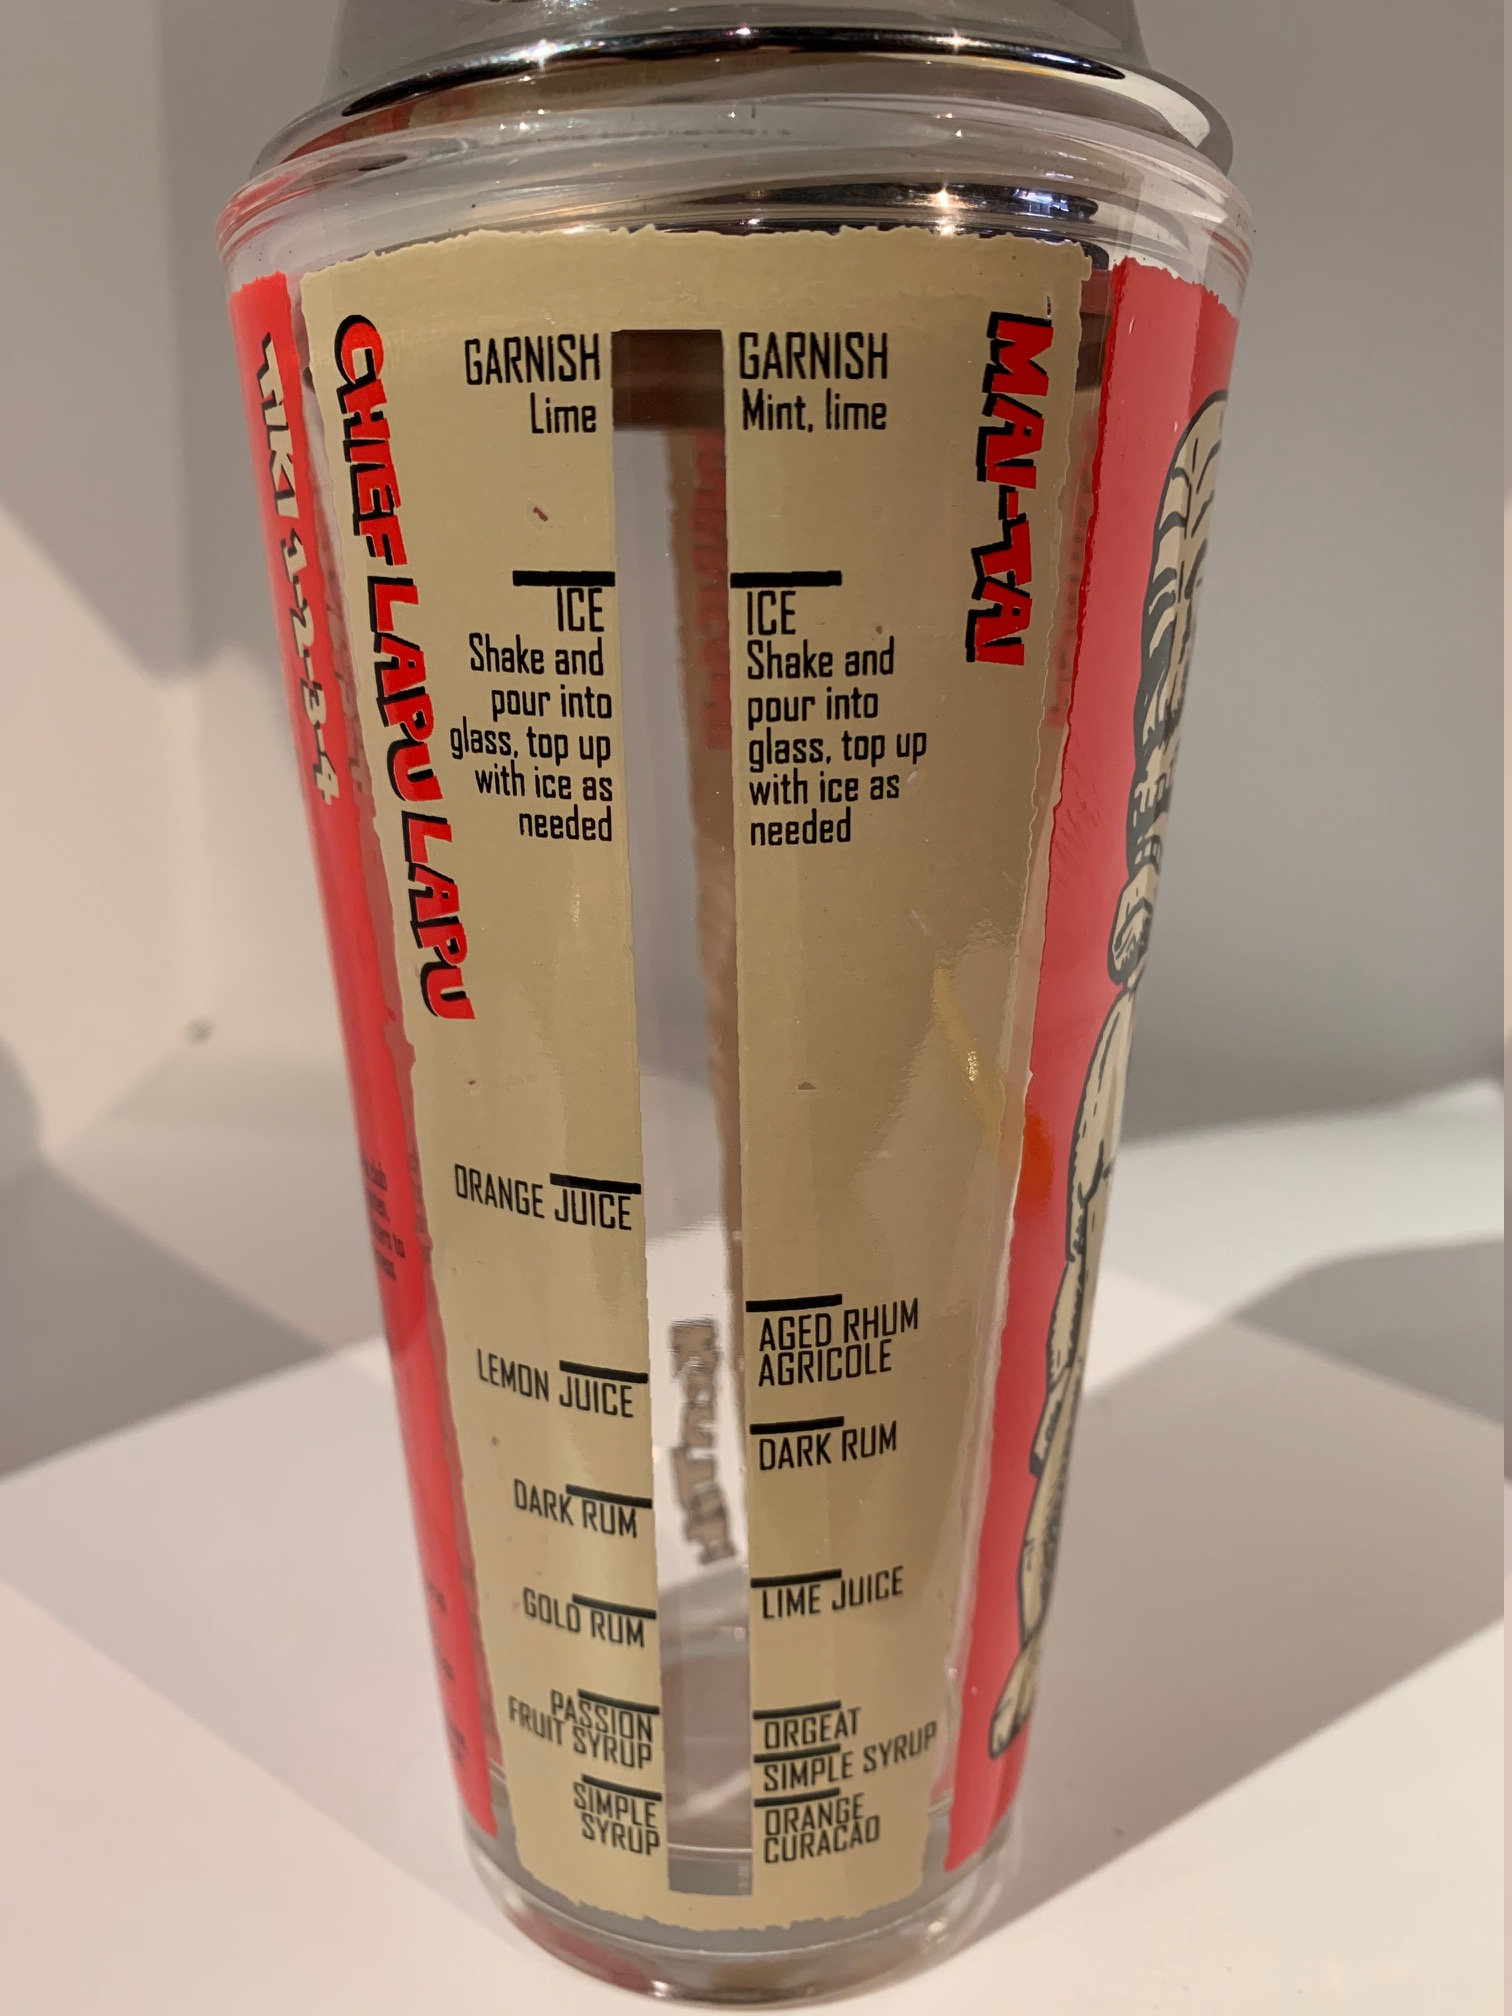 TIKI 1-2-3-4
CHIEF LAPU LAPU
GARNISH
Lime
ICE
Shake and
pour into
glass, top up
with ice as
needed
ORANGE JUICE
LEMON JUICE
DARK RUM
GOLD RUM
PASSION
FRUIT SYRUP
SIMPLE
SYRUP
MAI-TAI
GARNISH
Mint, lime
ICE
Shake and
pour into
glass, top up
with ice as
needed
AGED RHUM
AGRICOLE
DARK RUM
LIME JUICE
ORGEAT
SIMPLE SYRUP
ORANGE
CURACAO